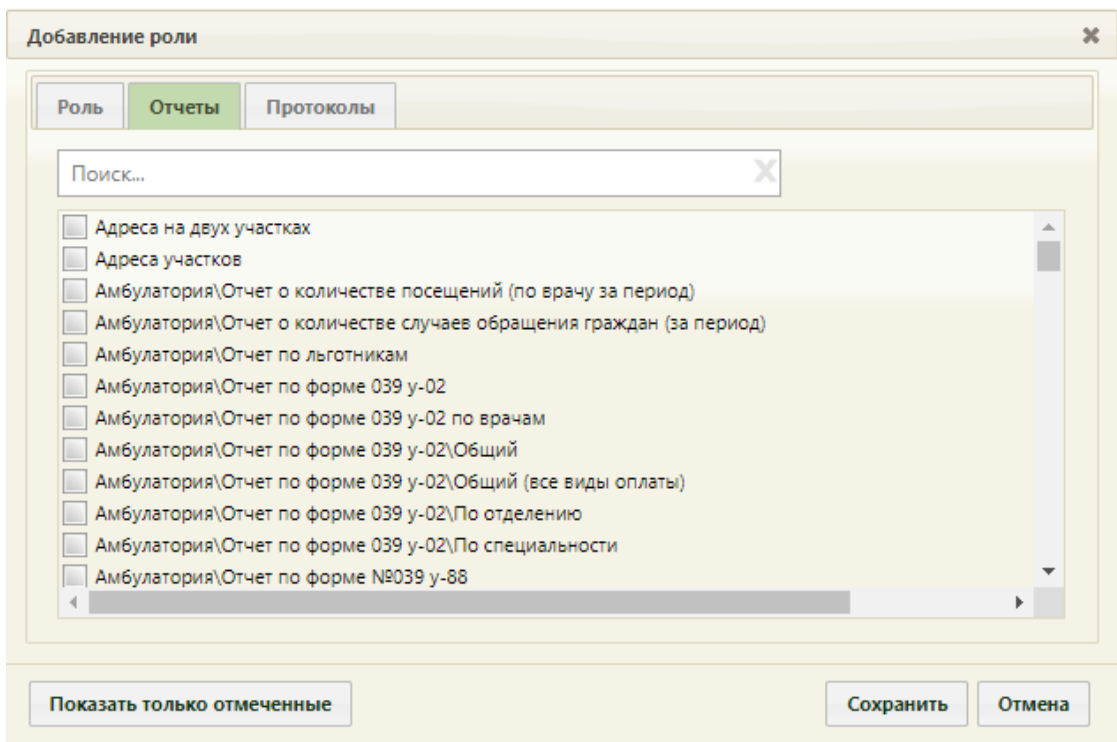 Добавление роли
Роль Отчеты Протоколы
Поиск...
Адреса на двух участках
Адреса участков
Амбулатория\Отчет о количестве посещений (по врачу за период)
Амбулатория\Отчет о количестве случаев обращения граждан (за период)
Амбулатория\Отчет по льготникам
Амбулатория\Отчет по форме 039 у-02
Амбулатория\Отчет по форме 039 у-02 по врачам
Амбулатория\Отчет по форме 039 у-02\Общий
Амбулатория\Отчет по форме 039 у-02\Общий (все виды оплаты)
Амбулатория\Отчет по форме 039 у-02\По отделению
Амбулатория\Отчет по форме 039 у-02\По специальности
Амбулатория\Отчет по форме №039 у-88
Показать только отмеченные Сохранить Отмена